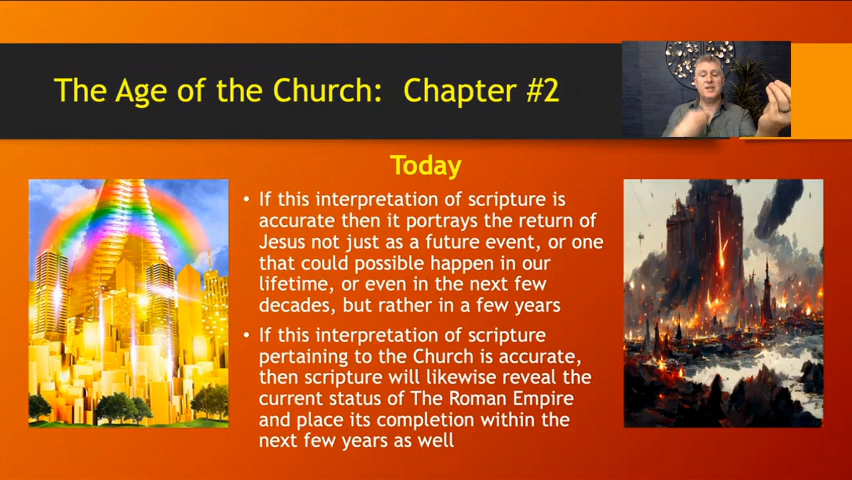 The Age of the Church: Chapter #2
Today
• If this interpretation of scripture is
accurate then it portrays the return of
Jesus not just as a future event, or one
that could possible happen in our
lifetime, or even in the next few
decades, but rather in a few years
• If this interpretation of scripture
pertaining to the Church is accurate,
then scripture will likewise reveal the
current status of The Roman Empire
and place its completion within the
next few years as well